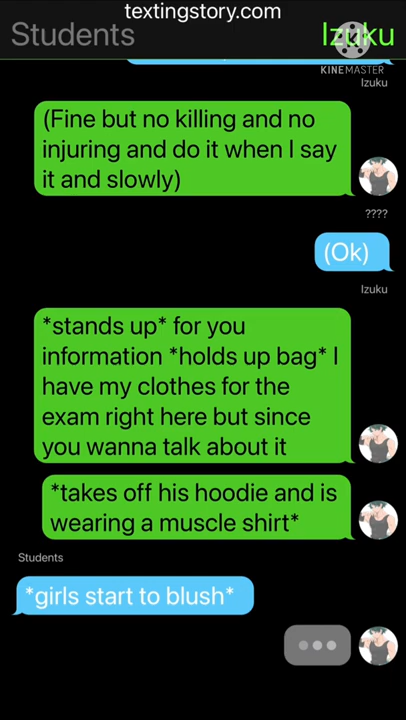 textingstory.com
Students
Izuku
KINEMASTER
Izuku
(Fine but no killing and no
injuring and do it when I say
it and slowly)
????
(Ok)
Izuku
*stands up* for you
information *holds up bag* I
have my clothes for the
exam right here but since
you wanna talk about it
*takes off his hoodie and is
wearing a muscle shirt*
Students
*girls start to blush*